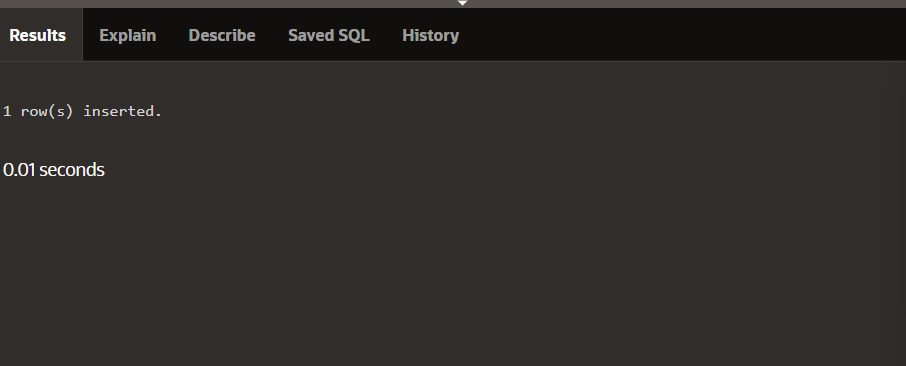 Results Explain Describe Saved SQL History
1 row(s) inserted.
0.01 seconds